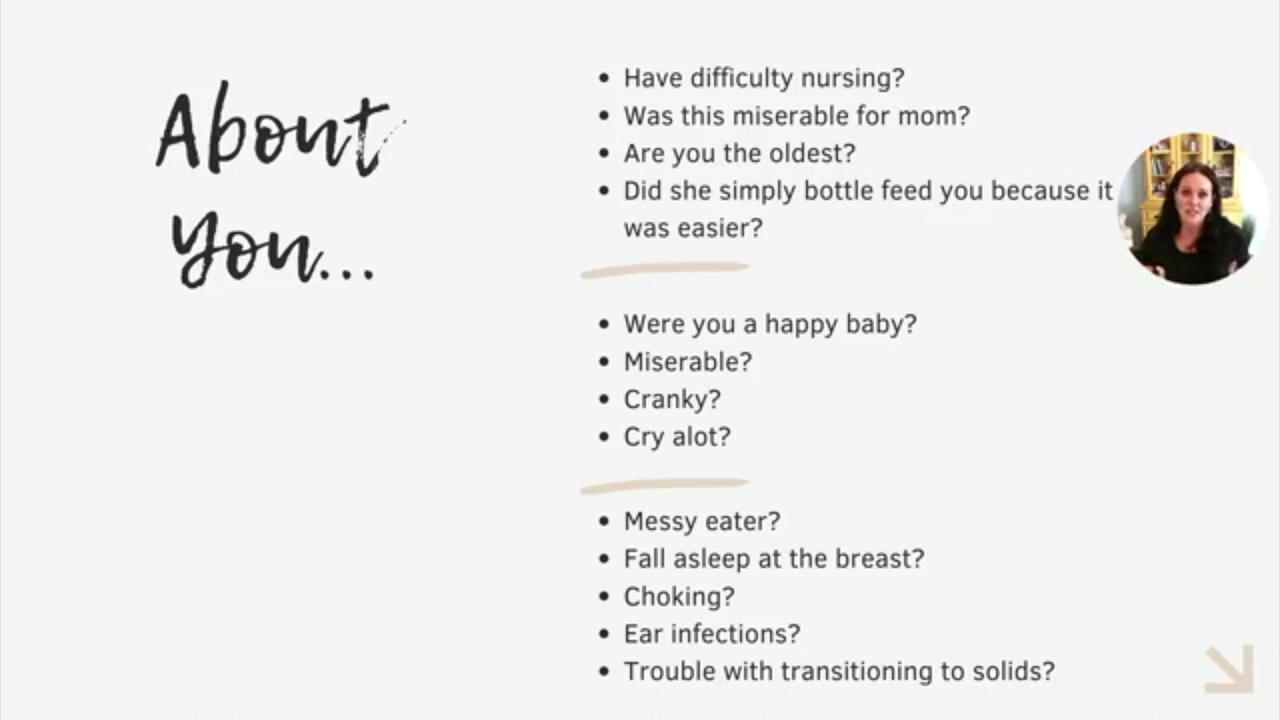 About
You...
• Have difficulty nursing?
• Was this miserable for mom?
• Are you the oldest?
• Did she simply bottle feed you because it
was easier?
• Were you a happy baby?
• Miserable?
• Cranky?
• Cry alot?
• Messy eater?
• Fall asleep at the breast?
• Choking?
• Ear infections?
• Trouble with transitioning to solids?